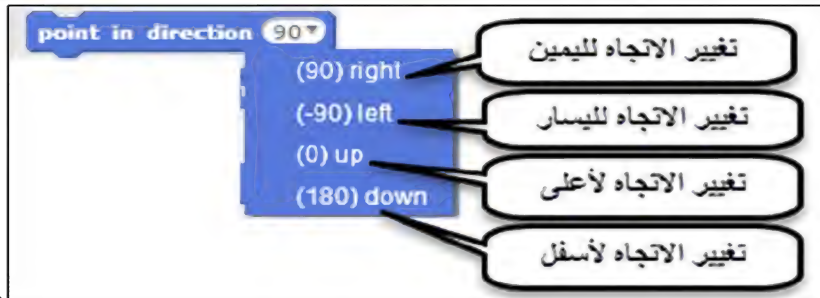 point in direction 90
(90) right
تغيير الاتجاه لليمين
(-90) left
تغيير الاتجاه لليسار
(0) up
تغيير الاتجاه لأعلى
(180) down
تغيير الاتجاه لأسفل